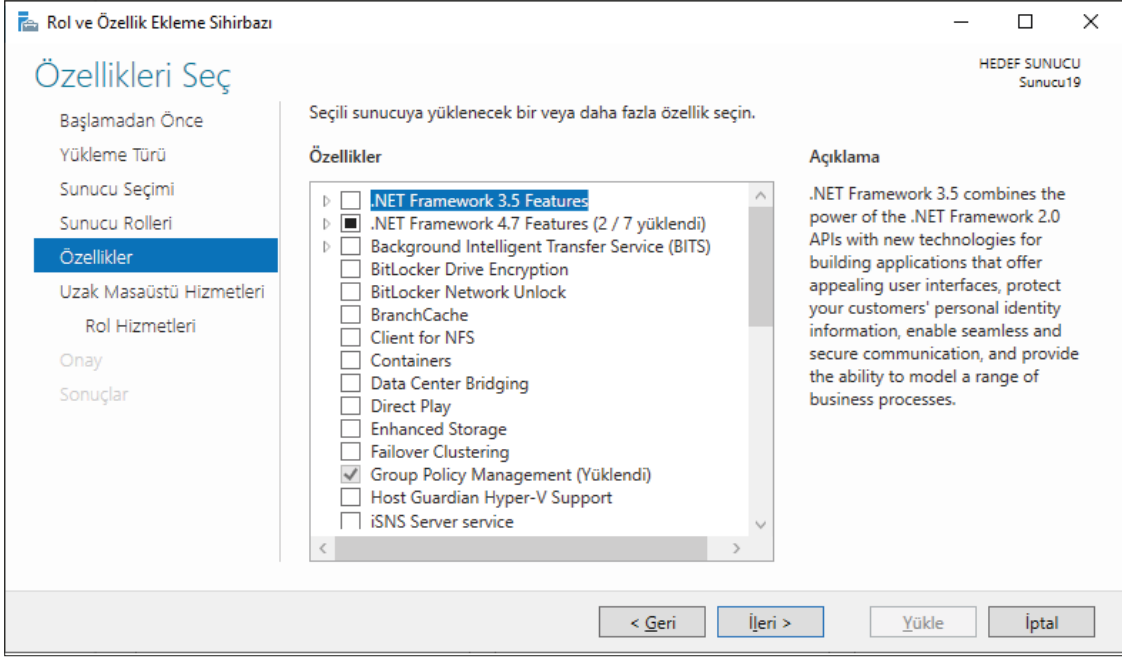 Rol ve Özellik Ekleme Sihirbazı
Özellikleri Seç
HEDEF SUNUCU
Sunucu19
Başlamadan Önce
Yükleme Türü
Sunucu Seçimi
Sunucu Rolleri
Özellikler
Uzak Masaüstü Hizmetleri
Rol Hizmetleri
Onay
Sonuçlar
Seçili sunucuya yüklenecek bir veya daha fazla özellik seçin.
Özellikler
.NET Framework 3.5 Features
.NET Framework 4.7 Features (2 / 7 yüklendi)
Background Intelligent Transfer Service (BITS)
BitLocker Drive Encryption
BitLocker Network Unlock
BranchCache
Client for NFS
Containers
Data Center Bridging
Direct Play
Enhanced Storage
Failover Clustering
Group Policy Management (Yüklendi)
Host Guardian Hyper-V Support
iSNS Server service
Açıklama
.NET Framework 3.5 combines the
power of the .NET Framework 2.0
APIs with new technologies for
building applications that offer
appealing user interfaces, protect
your customers' personal identity
information, enable seamless and
secure communication, and provide
the ability to model a range of
business processes.
< Geri
İleri >
Yükle
İptal